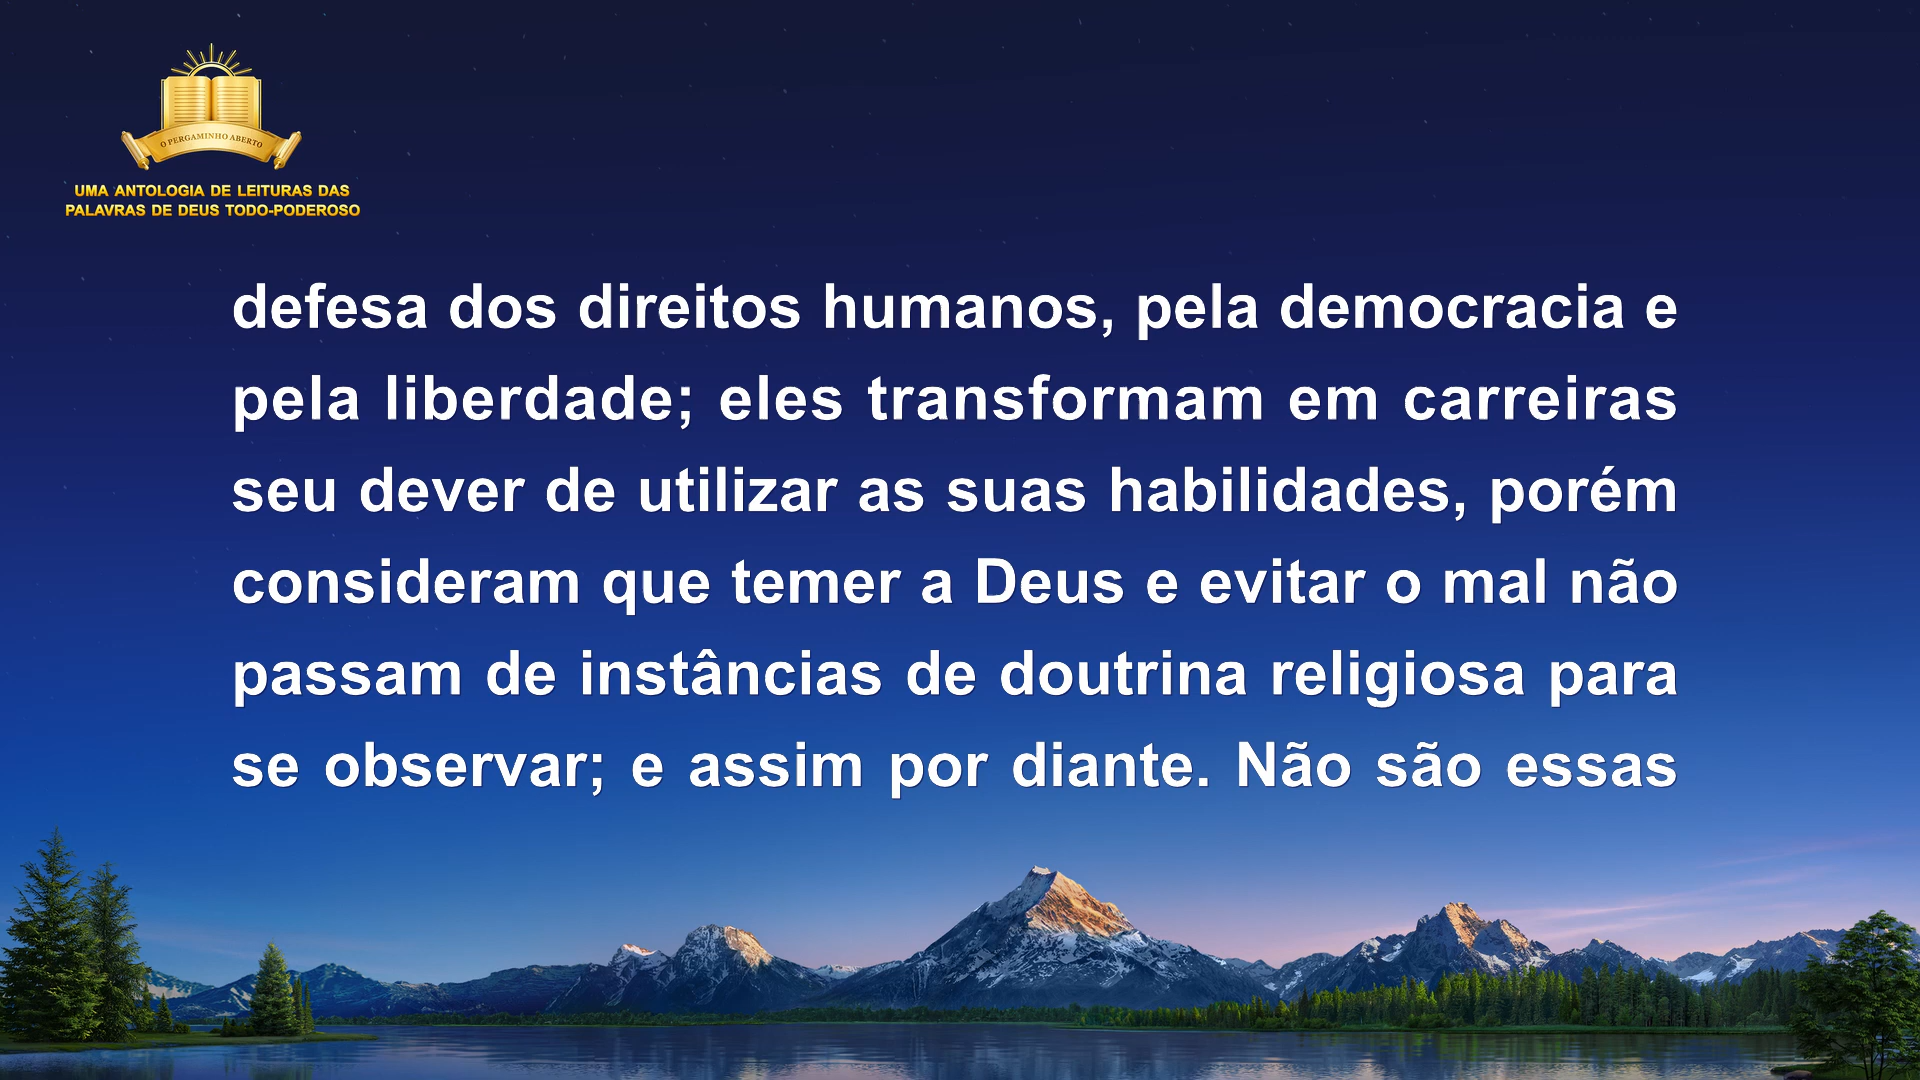 O PERGAMINHO ABERTO
UMA ANTOLOGIA DE LEITURAS DAS
PALAVRAS DE DEUS TODO-PODEROSO
defesa dos direitos humanos, pela democracia e
pela liberdade; eles transformam em carreiras
seu dever de utilizar as suas habilidades, porém
consideram que temer a Deus e evitar o mal não
passam de instâncias de doutrina religiosa para
se observar; e assim por diante. Não são essas